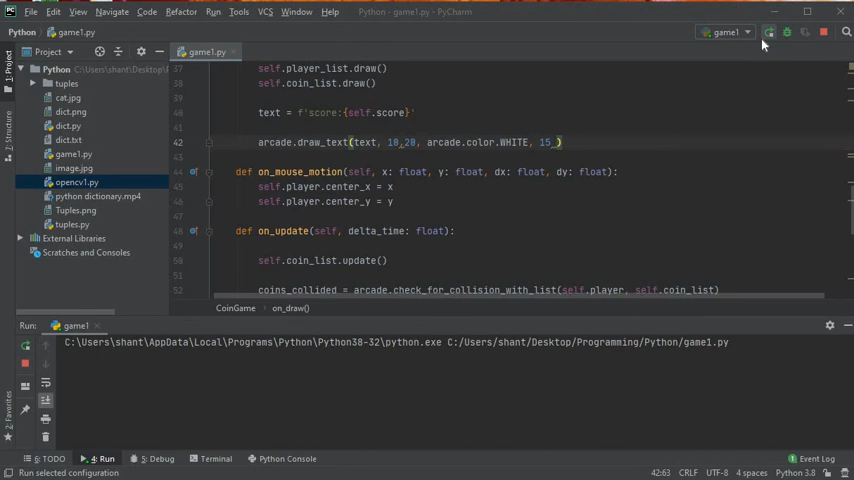 PC File Edit View Navigate Code Refactor Run Tools VCS Window Help Python - game1.py - PyCharm
Python game1.py game1
1: Project
Project game1.py
Python C:\Users\shant\Desktop\P
tuples
cat.jpg
dict.png
dict.py
dict.txt
game1.py
image.jpg
opencv1.py
python dictionary.mp4
Tuples.png
tuples.py
External Libraries
Scratches and Consoles
7: Structure
37 self.player_list.draw()
38 self.coin_list.draw()
39
40 text = f'score:{self.score}'
41
42 arcade.draw_text(text, 10,20, arcade.color.WHITE, 15 )
43
44 def on_mouse_motion(self, x: float, y: float, dx: float, dy: float):
45 self.player.center_x = x
46 self.player.center_y = y
47
48 def on_update(self, delta_time: float):
49
50 self.coin_list.update()
51
52 coins_collided = arcade.check_for_collision_with_list(self.player, self.coin_list)
CoinGame on_draw()
Run: game1
C:\Users\shant\AppData\Local\Programs\Python\Python38-32\python.exe C:/Users/shant/Desktop/Programming/Python/game1.py
2: Favorites
6: TODO 4: Run 5: Debug Terminal Python Console 1 Event Log
Run selected configuration 42:63 CRLF UTF-8 4 spaces Python 3.8